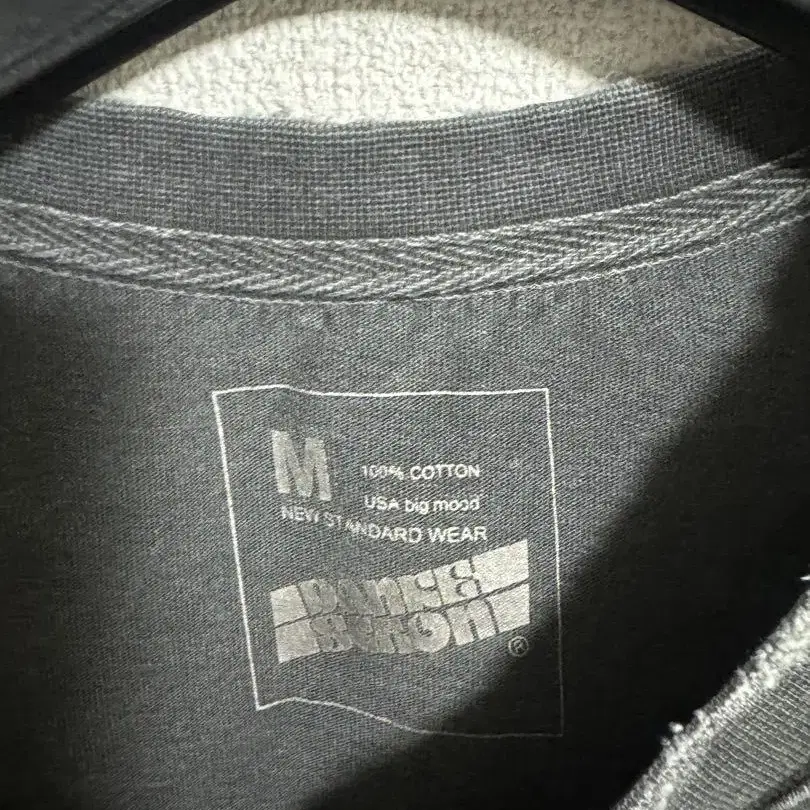 M
100% COTTON
USA big mood
NEW STANDARD WEAR
®